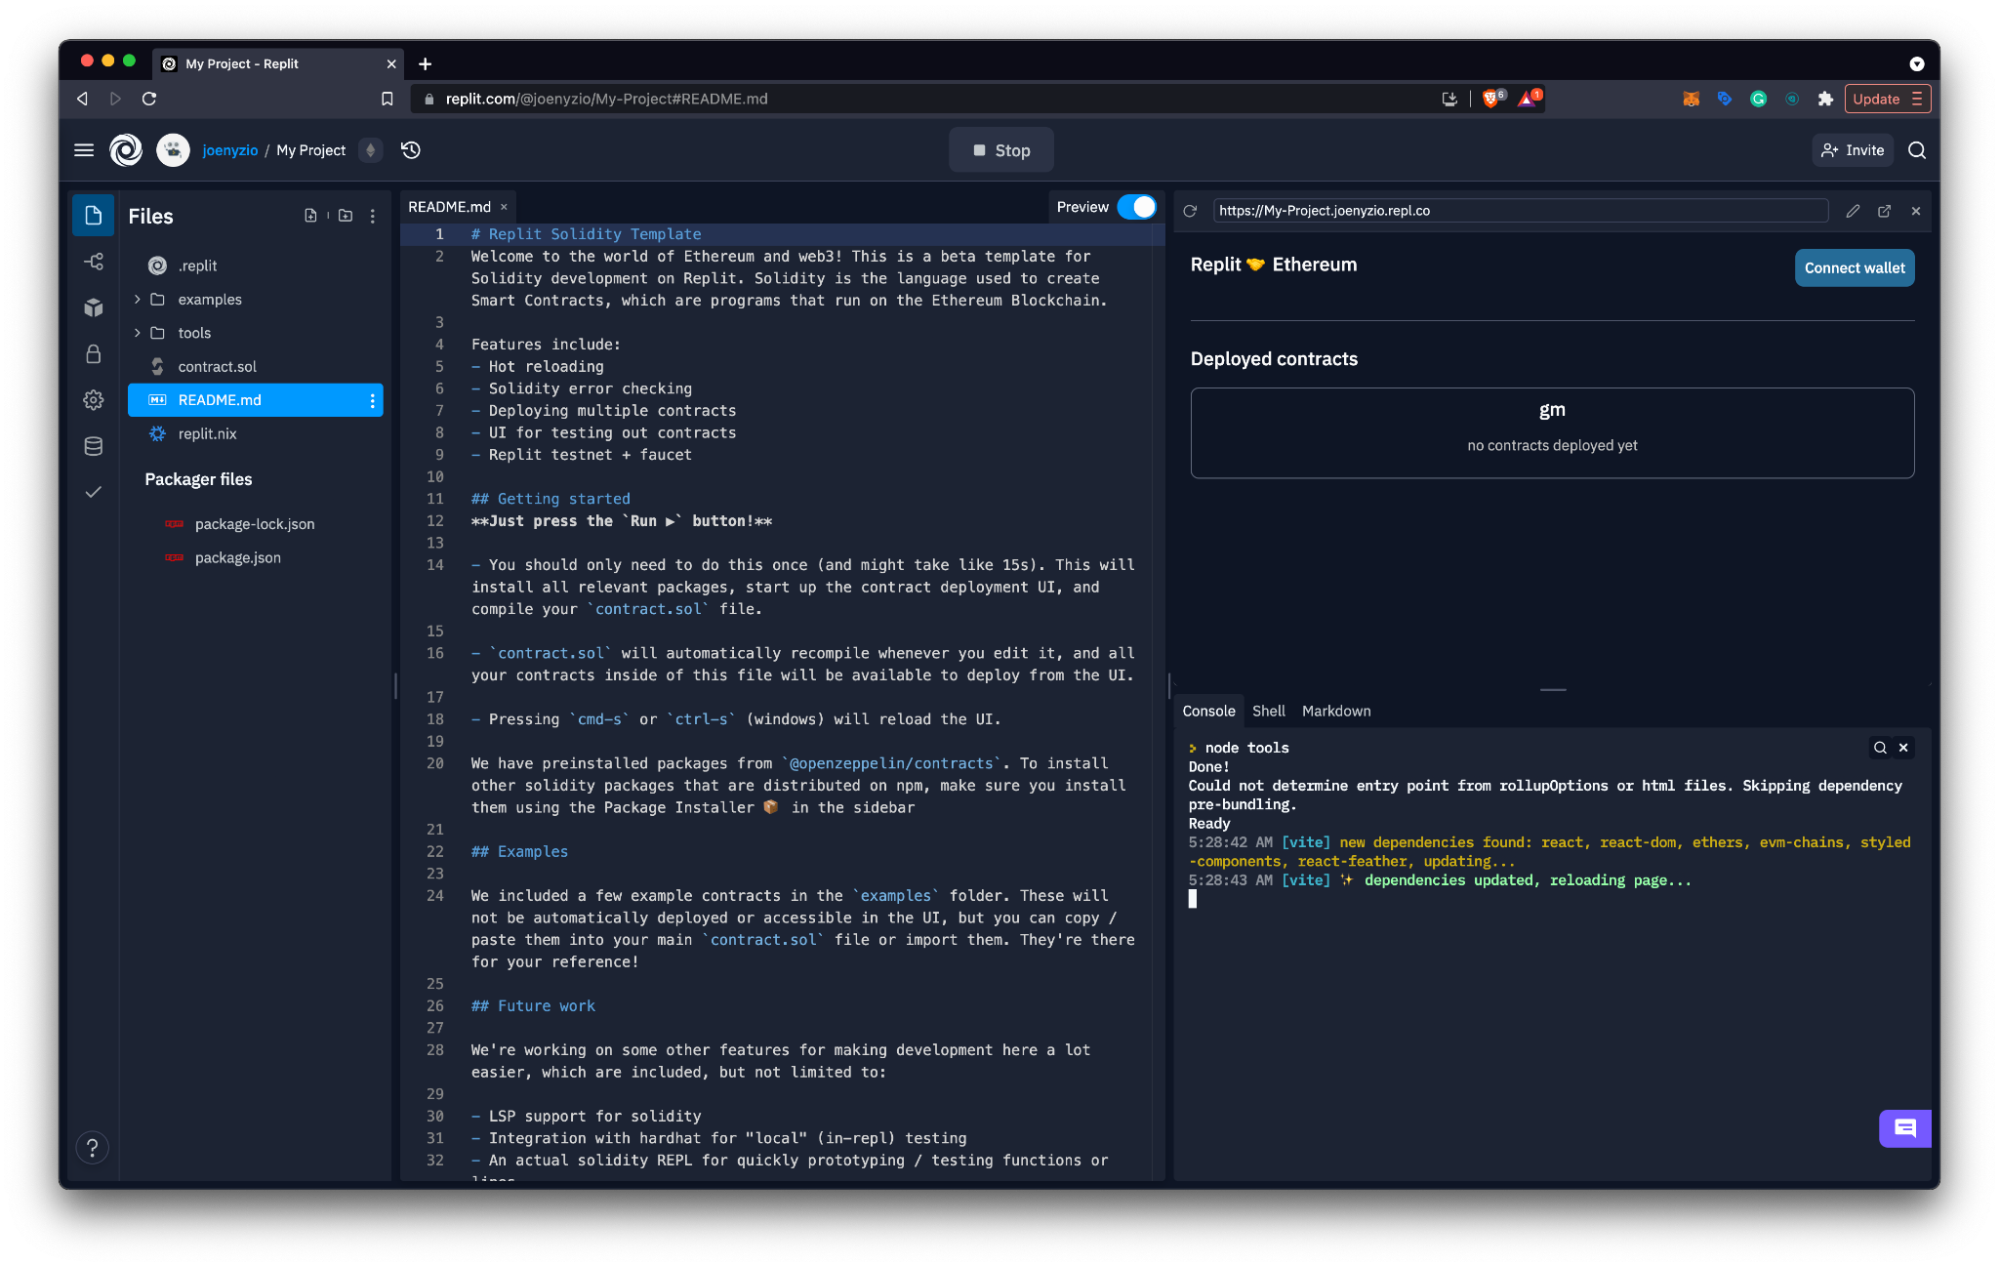 My Project - Replit
replit.com/@joenyzio/My-Project#README.md
6
1
Update
joenyzio / My Project
Stop
Invite
Files
.replit
examples
tools
contract.sol
README.md
replit.nix
Packager files
package-lock.json
package.json
README.md
Preview
1 # Replit Solidity Template
2 Welcome to the world of Ethereum and web3! This is a beta template for
Solidity development on Replit. Solidity is the language used to create
Smart Contracts, which are programs that run on the Ethereum Blockchain.
3
4 Features include:
5 - Hot reloading
6 - Solidity error checking
7 - Deploying multiple contracts
8 - UI for testing out contracts
9 - Replit testnet + faucet
10
11 ## Getting started
12 **Just press the `Run ▶` button!**
13
14 - You should only need to do this once (and might take like 15s). This will
install all relevant packages, start up the contract deployment UI, and
compile your `contract.sol` file.
15
16 - `contract.sol` will automatically recompile whenever you edit it, and all
your contracts inside of this file will be available to deploy from the UI.
17
18 - Pressing `cmd-s` or `ctrl-s` (windows) will reload the UI.
19
20 We have preinstalled packages from `@openzeppelin/contracts`. To install
other solidity packages that are distributed on npm, make sure you install
them using the Package Installer 📦 in the sidebar
21
22 ## Examples
23
24 We included a few example contracts in the `examples` folder. These will
not be automatically deployed or accessible in the UI, but you can copy /
paste them into your main `contract.sol` file or import them. They're there
for your reference!
25
26 ## Future work
27
28 We're working on some other features for making development here a lot
easier, which are included, but not limited to:
29
30 - LSP support for solidity
31 - Integration with hardhat for "local" (in-repl) testing
32 - An actual solidity REPL for quickly prototyping / testing functions or
https://My-Project.joenyzio.repl.co
Replit 🤝 Ethereum
Connect wallet
Deployed contracts
gm
no contracts deployed yet
Console Shell Markdown
node tools
Done!
Could not determine entry point from rollupOptions or html files. Skipping dependency
pre-bundling.
Ready
5:28:42 AM [vite] new dependencies found: react, react-dom, ethers, evm-chains, styled
-components, react-feather, updating...
5:28:43 AM [vite] ✨ dependencies updated, reloading page...